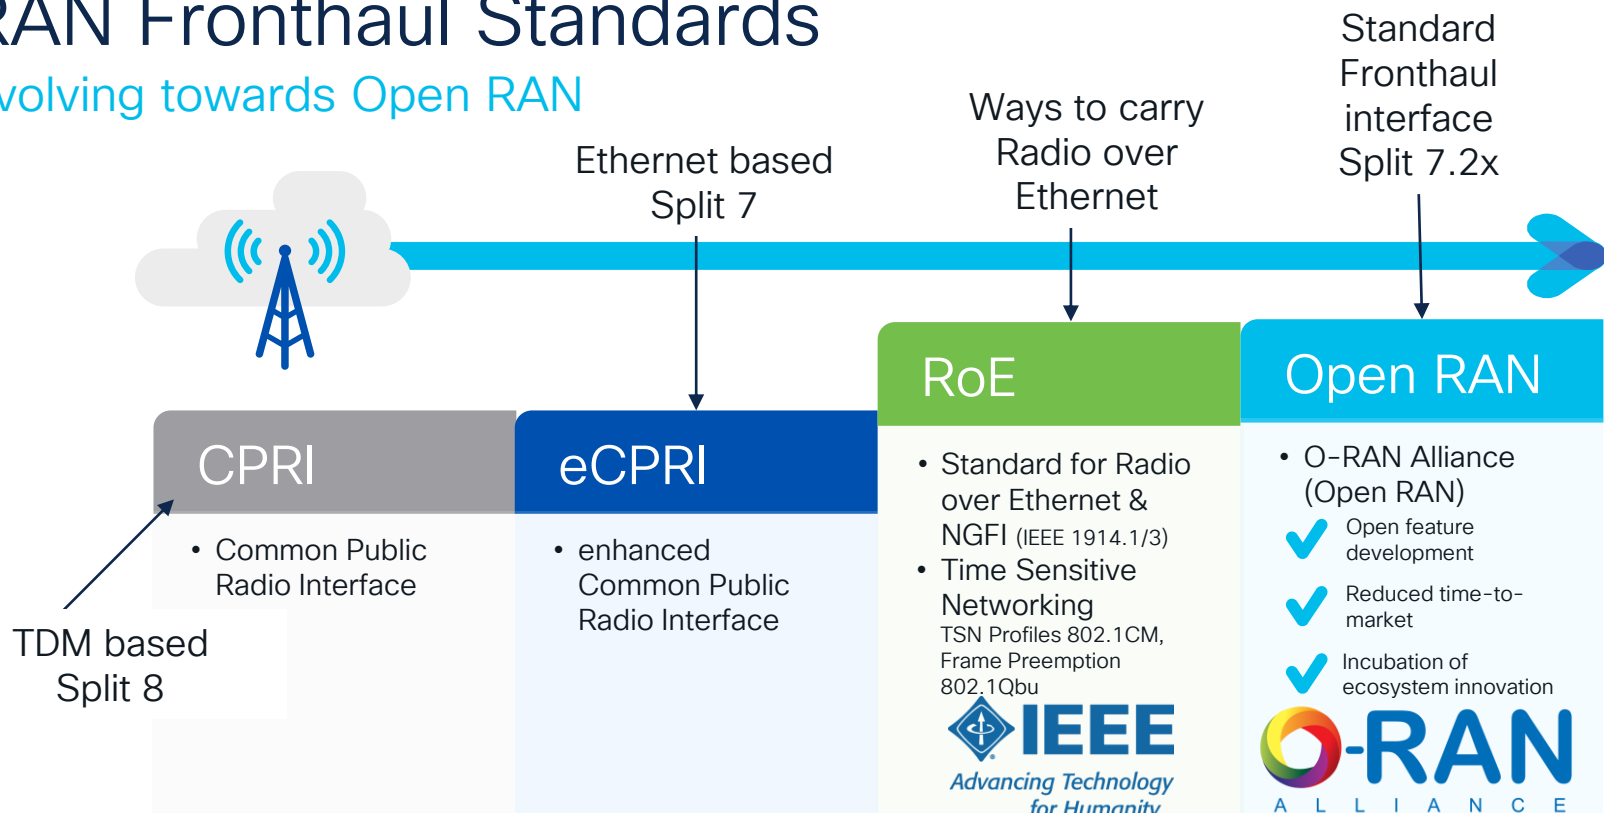 RAN Fronthaul Standards
volving towards Open RAN
Ethernet based
Split 7
Ways to carry
Radio over
Ethernet
Standard
Fronthaul
interface
Split 7.2x
CPRI
• Common Public
Radio Interface
TDM based
Split 8
eCPRI
• enhanced
Common Public
Radio Interface
RoE
• Standard for Radio
over Ethernet &
NGFI (IEEE 1914.1/3)
• Time Sensitive
Networking
TSN Profiles 802.1CM,
Frame Preemption
802.1Qbu
IEEE
Advancing Technology
for Humanity
Open RAN
• O-RAN Alliance
(Open RAN)
Open feature
development
Reduced time-to-
market
Incubation of
ecosystem innovation
O-RAN
ALLIANCE